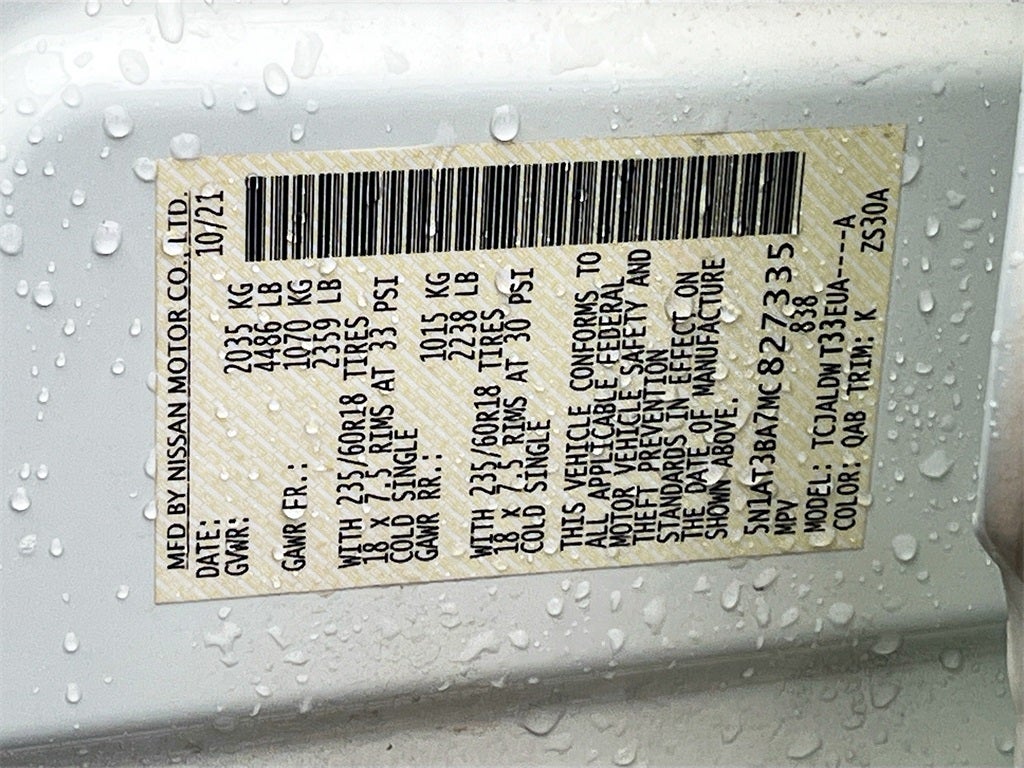 MFD BY NISSAN MOTOR CO., LTD.
DATE: 10/21
GVWR: 2035 KG
4486 LB
GAWR FR.: 1070 KG
2359 LB
WITH 235/60R18 TIRES
18 x 7.5 RIMS AT 33 PSI
COLD SINGLE
GAWR RR.: 1015 KG
2238 LB
WITH 235/60R18 TIRES
18 x 7.5 RIMS AT 30 PSI
COLD SINGLE
THIS VEHICLE CONFORMS TO
ALL APPLICABLE FEDERAL
MOTOR VEHICLE SAFETY AND
THEFT PREVENTION
STANDARDS IN EFFECT ON
THE DATE OF MANUFACTURE
SHOWN ABOVE.
5N1AT3BA7MC827335
MPV 838
MODEL: TCJALDWT33EUA----A
COLOR: QAB TRIM: K ZS30A